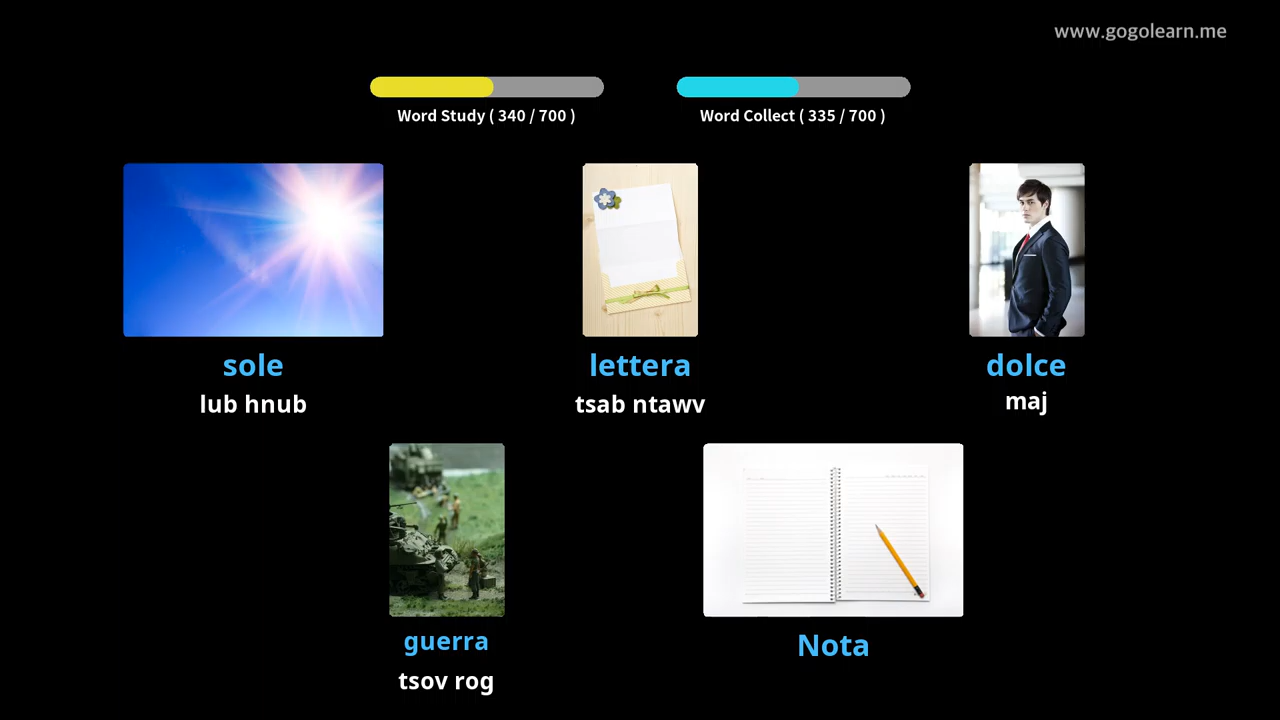 www.gogolearn.me
Word Study ( 340 / 700 )
Word Collect ( 335 / 700 )
sole
lub hnub
lettera
tsab ntawv
dolce
maj
guerra
tsov rog
Nota